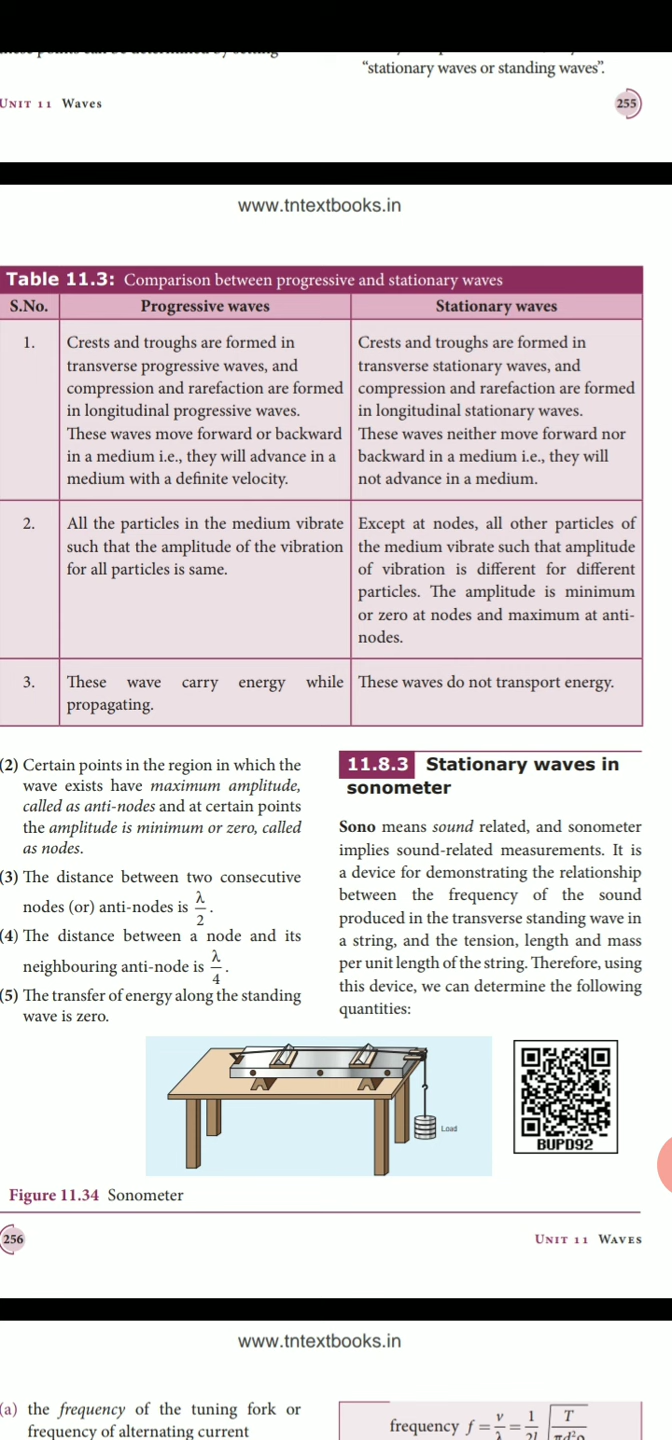 "stationary waves or standing waves".
UNIT 11 Waves
255
www.tntextbooks.in
Table 11.3: Comparison between progressive and stationary waves
S.No.
Progressive waves
Stationary waves
1.
Crests and troughs are formed in
transverse progressive waves, and
compression and rarefaction are formed
in longitudinal progressive waves.
These waves move forward or backward
in a medium i.e., they will advance in a
medium with a definite velocity.
Crests and troughs are formed in
transverse stationary waves, and
compression and rarefaction are formed
in longitudinal stationary waves.
These waves neither move forward nor
backward in a medium i.e., they will
not advance in a medium.
2.
All the particles in the medium vibrate
such that the amplitude of the vibration
for all particles is same.
Except at nodes, all other particles of
the medium vibrate such that amplitude
of vibration is different for different
particles. The amplitude is minimum
or zero at nodes and maximum at anti-
nodes.
3.
These wave carry energy while
propagating.
These waves do not transport energy.
(2) Certain points in the region in which the
wave exists have maximum amplitude,
called as anti-nodes and at certain points
the amplitude is minimum or zero, called
as nodes.
(3) The distance between two consecutive
nodes (or) anti-nodes is λ/2.
(4) The distance between a node and its
neighbouring anti-node is λ/4.
(5) The transfer of energy along the standing
wave is zero.
11.8.3 Stationary waves in
sonometer
Sono means sound related, and sonometer
implies sound-related measurements. It is
a device for demonstrating the relationship
between the frequency of the sound
produced in the transverse standing wave in
a string, and the tension, length and mass
per unit length of the string. Therefore, using
this device, we can determine the following
quantities:
Load
BUPD92
Figure 11.34 Sonometer
256
UNIT 11 WAVES
www.tntextbooks.in
(a) the frequency of the tuning fork or
frequency of alternating current
frequency f = v/λ = 1/2l √(T/πd²ρ)